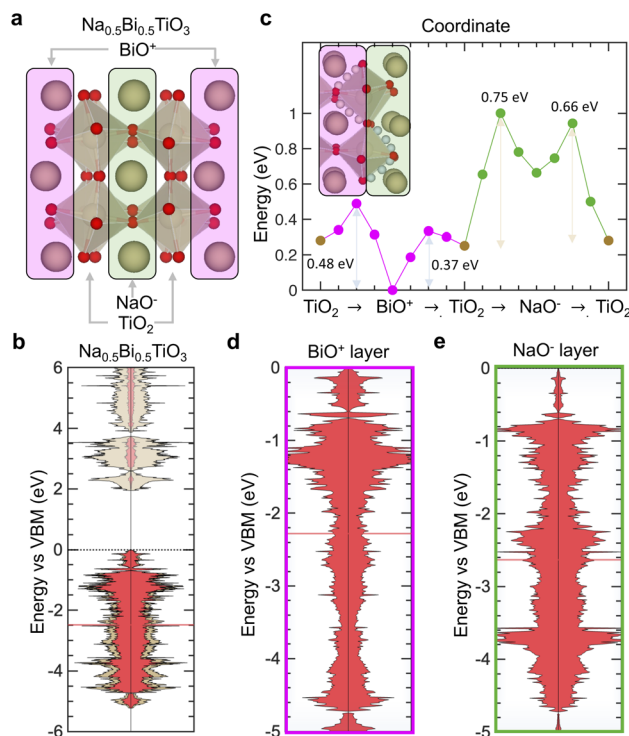 a
Na0.5Bi0.5TiO3
BiO+
NaO-
TiO2
c
Coordinate
Energy (eV)
1
0.8
0.6
0.4
0.2
0
0.75 eV
0.66 eV
0.48 eV
0.37 eV
TiO2 → BiO+ → TiO2 → NaO- → TiO2
b
Na0.5Bi0.5TiO3
Energy vs VBM (eV)
6
4
2
0
-2
-4
-6
d
BiO+ layer
Energy vs VBM (eV)
0
-1
-2
-3
-4
-5
e
NaO- layer
Energy vs VBM (eV)
0
-1
-2
-3
-4
-5